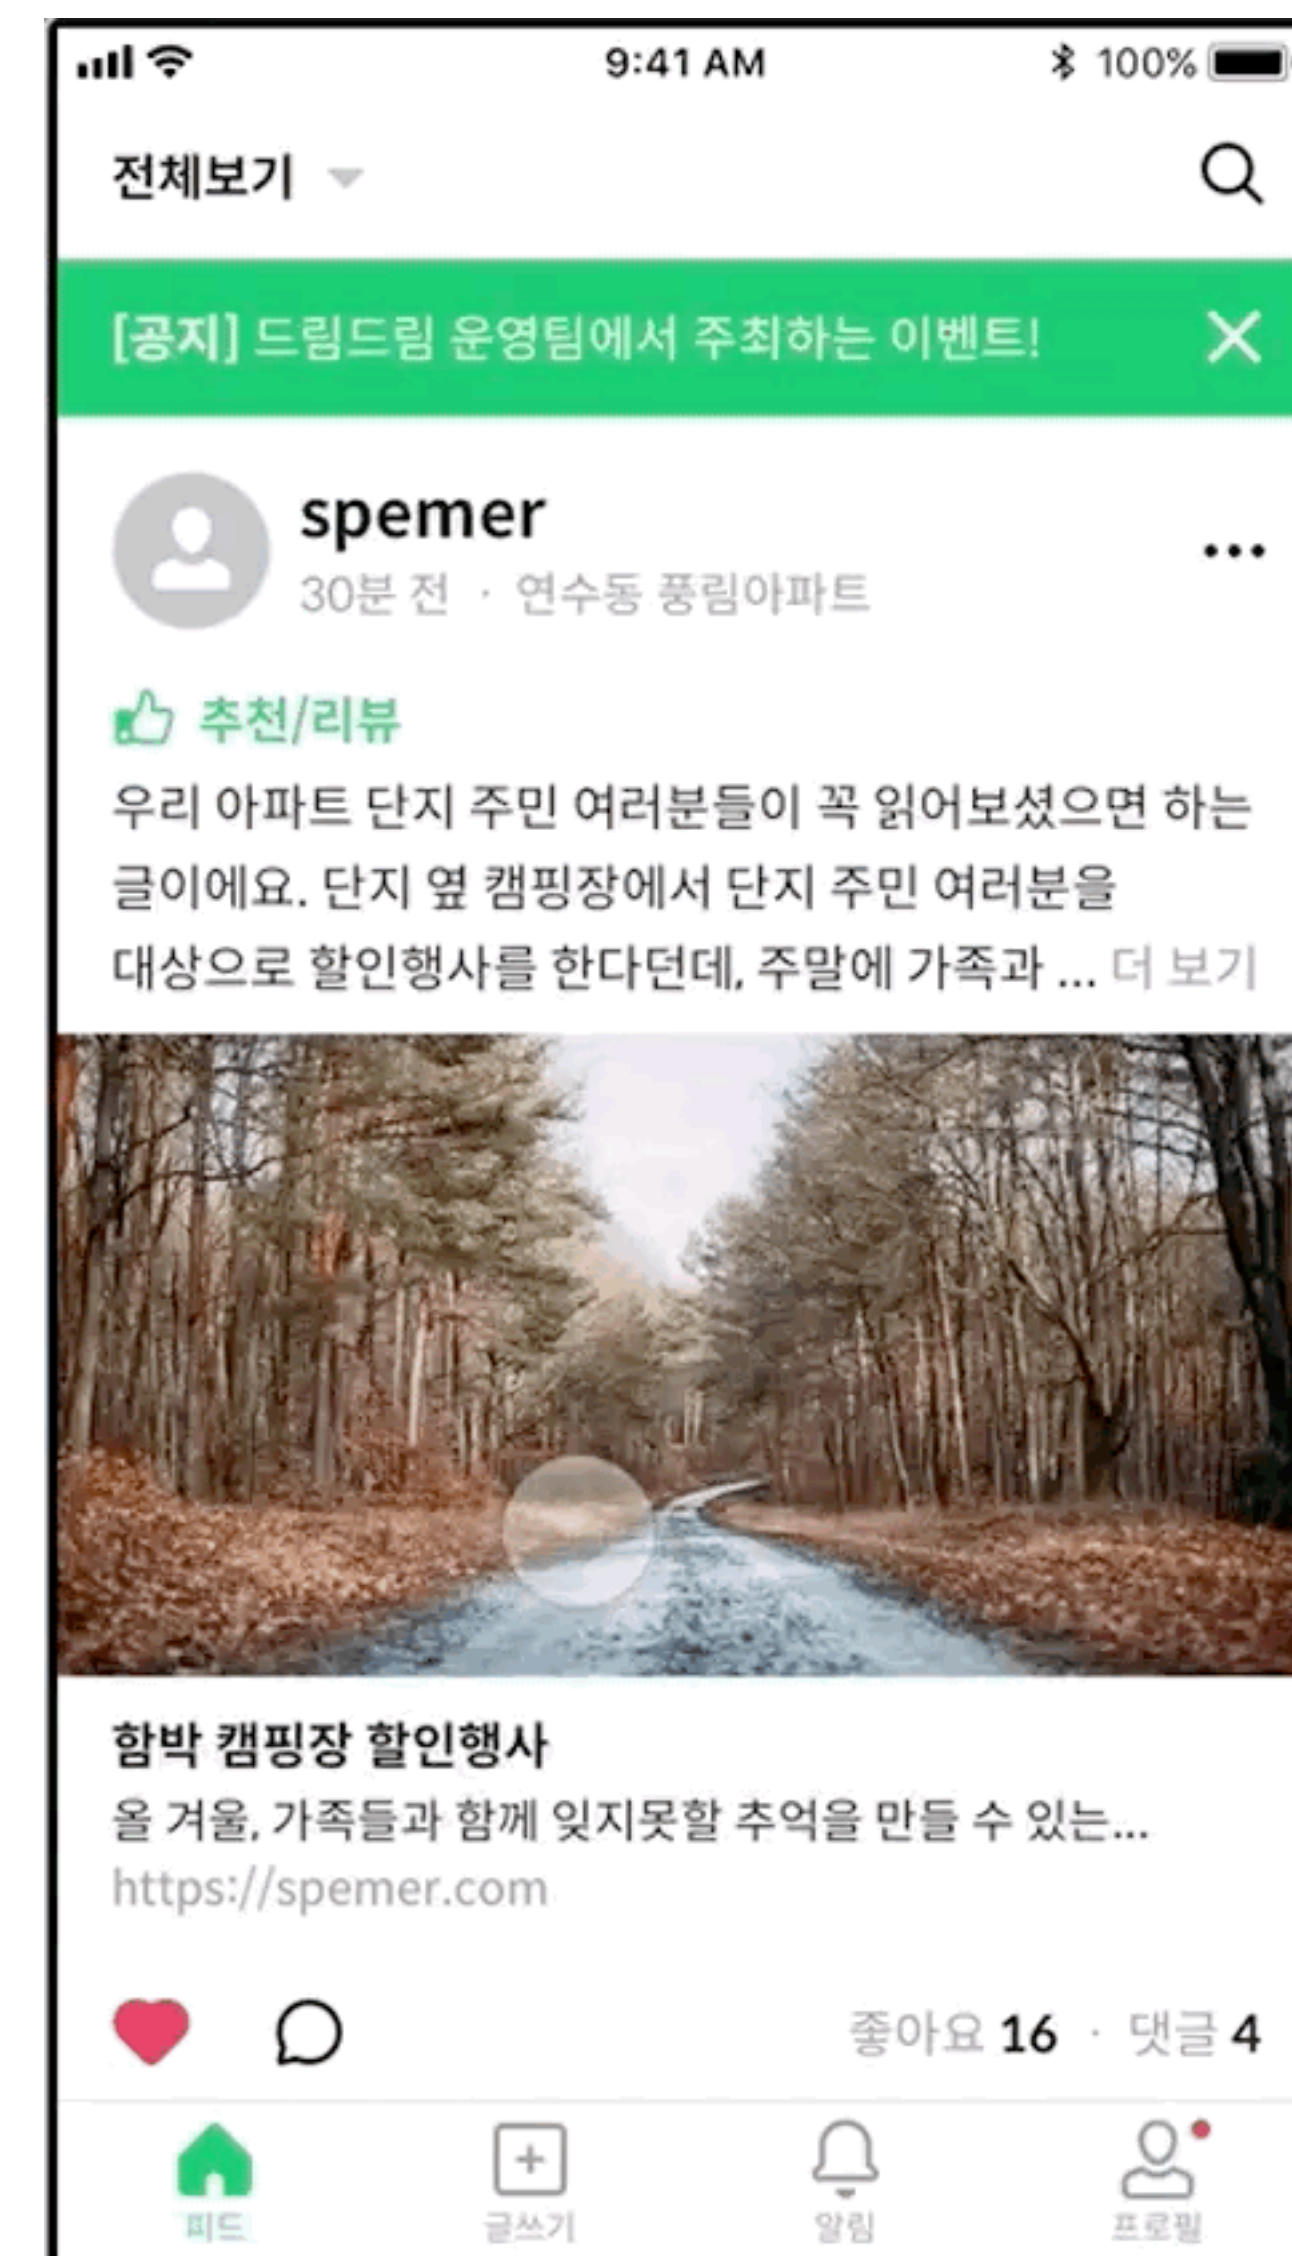 9:41 AM 100%
전체보기
[공지] 드림드림 운영팀에서 주최하는 이벤트!
spemer
30분 전 · 연수동 풍림아파트
추천/리뷰
우리 아파트 단지 주민 여러분들이 꼭 읽어보셨으면 하는
글이에요. 단지 옆 캠핑장에서 단지 주민 여러분을
대상으로 할인행사를 한다던데, 주말에 가족과 ... 더 보기
함박 캠핑장 할인행사
올 겨울, 가족들과 함께 잊지못할 추억을 만들 수 있는...
https://spemer.com
좋아요 16 · 댓글 4
피드 글쓰기 알림 프로필